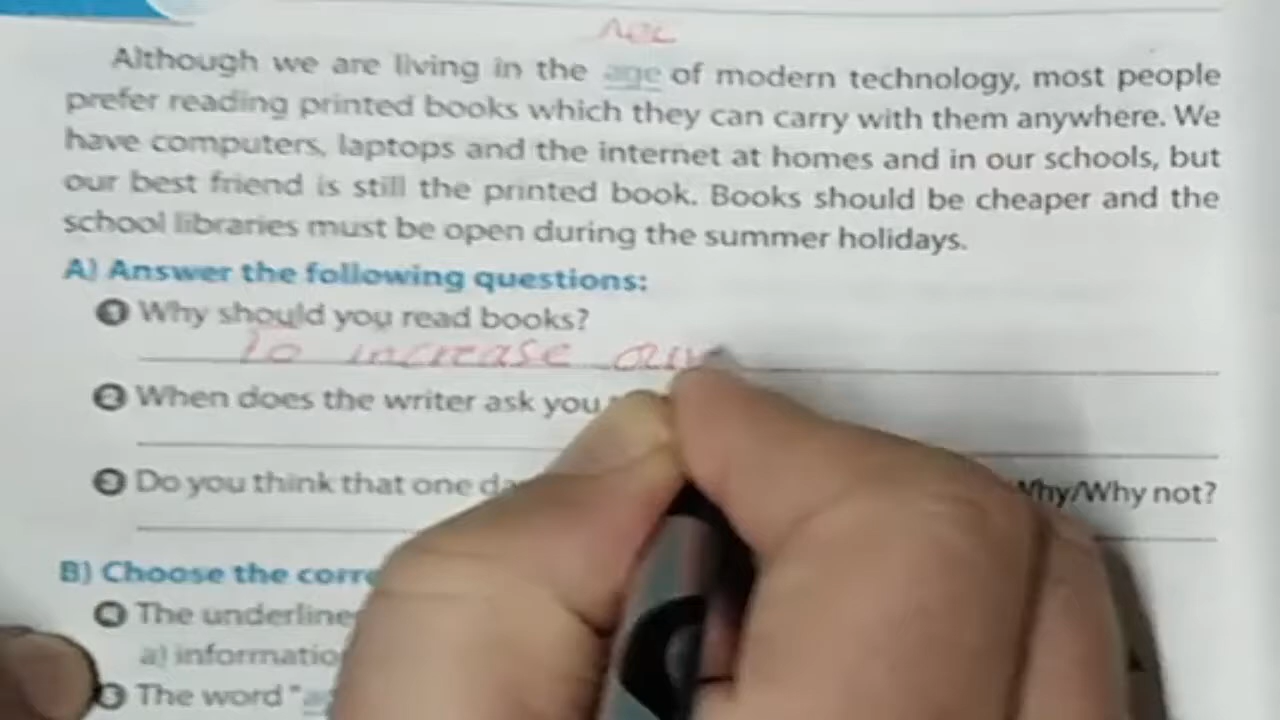 Although we are living in the age of modern technology, most people
prefer reading printed books which they can carry with them anywhere. We
have computers, laptops and the internet at homes and in our schools, but
our best friend is still the printed book. Books should be cheaper and the
school libraries must be open during the summer holidays.
A) Answer the following questions:
1 Why should you read books?
To increase our
2 When does the writer ask you
3 Do you think that one Why/Why not?
B) Choose the
4 The
a)
5 The word "